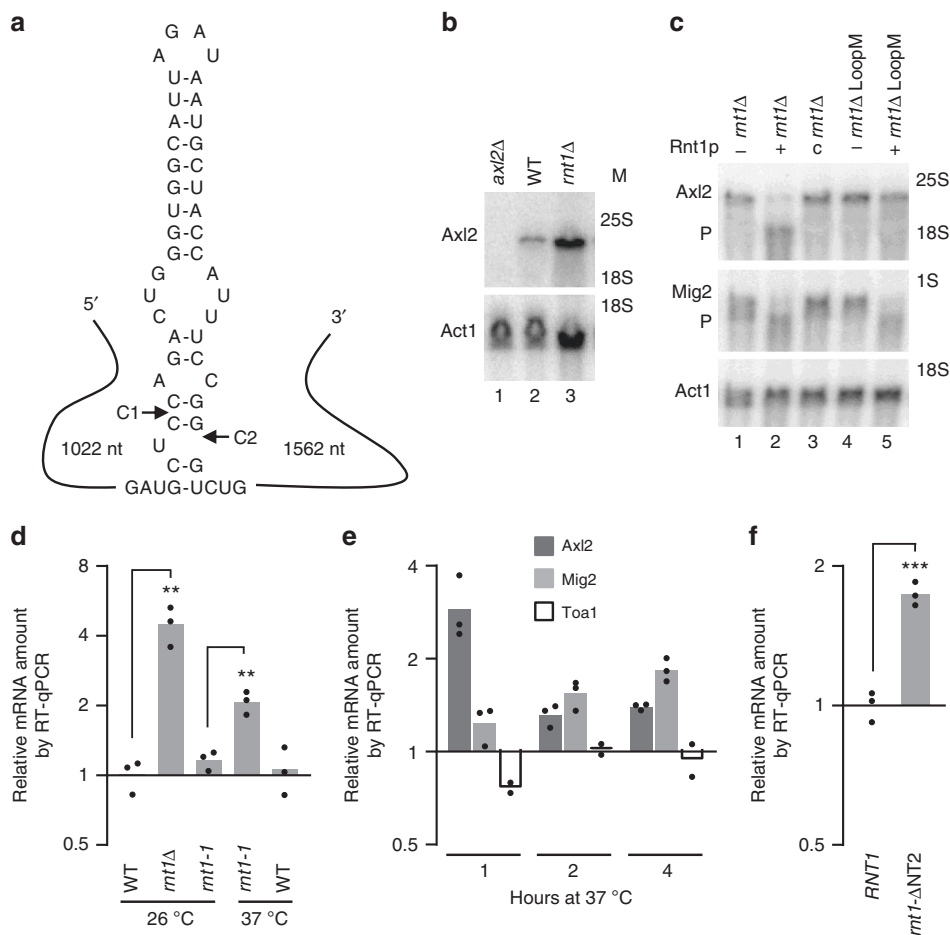 a
G A
A U
U-A
U-A
A-U
C-G
G-C
G-U
U-A
G-C
G-C
G A
U U
C U
A-U
G-C
A C
C1 C-G
C-G C2
U
C-G
GAUG-UCUG
5′
3′
1022 nt
1562 nt
b
axl2Δ WT rnt1Δ M
Axl2 25S
18S
Act1 18S
1 2 3
c
rnt1Δ rnt1Δ rnt1Δ rnt1Δ LoopM rnt1Δ LoopM
Rnt1p – + c – +
Axl2 25S
P 18S
Mig2 1S
P
Act1 18S
1 2 3 4 5
d
Relative mRNA amount
by RT-qPCR
8
4
2
1
0.5
**
**
WT rnt1Δ rnt1-1 rnt1-1 WT
26 °C 37 °C
e
Relative mRNA amount
by RT-qPCR
4
2
1
0.5
Axl2
Mig2
Toa1
1 2 4
Hours at 37 °C
f
Relative mRNA amount
by RT-qPCR
2
1
0.5
***
RNT1 rnt1-ΔNT2